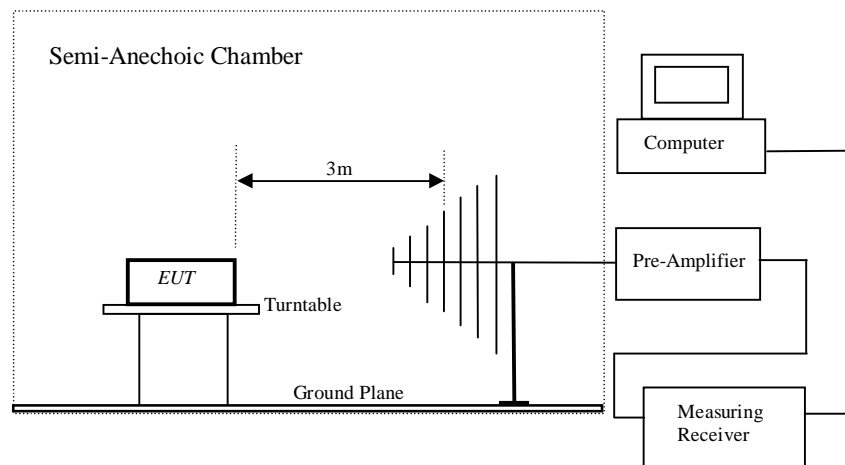 Semi-Anechoic Chamber
Computer
3m
Pre-Amplifier
EUT
Turntable
Ground Plane
Measuring
Receiver